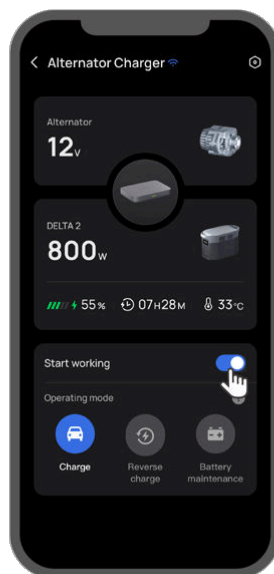 Alternator Charger
Alternator
12V
DELTA 2
800W
55% 07H28M 33°C
Start working
Operating mode
Charge
Reverse charge
Battery maintenance